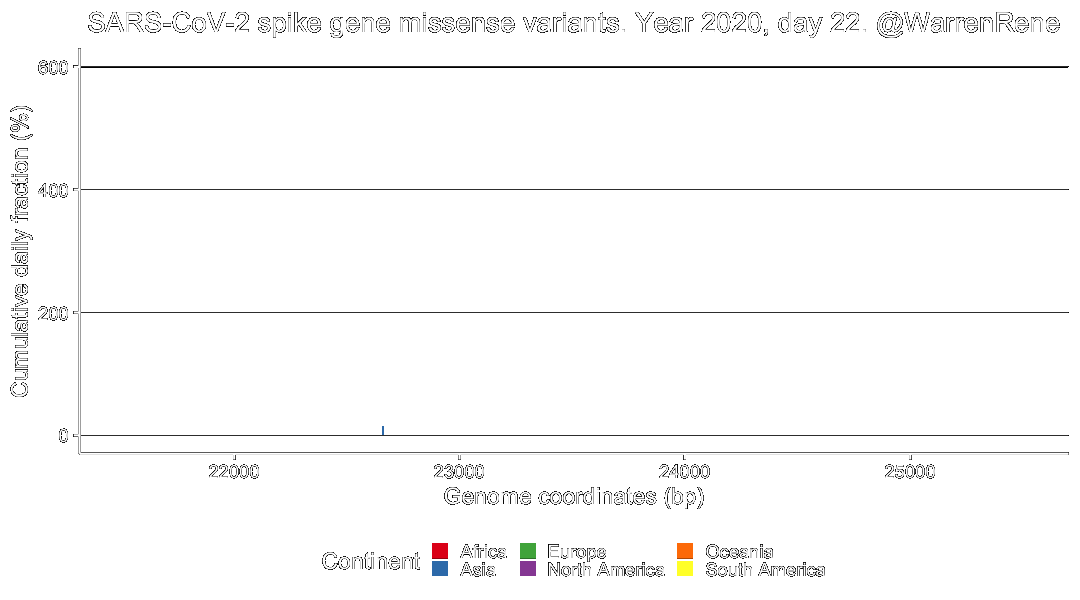 SARS-CoV-2 spike gene missense variants. Year 2020, day 22. @WarrenRene
Cumulative daily fraction (%)
600
400
200
0
22000 23000 24000 25000
Genome coordinates (bp)
Continent
Africa Europe Oceania
Asia North America South America